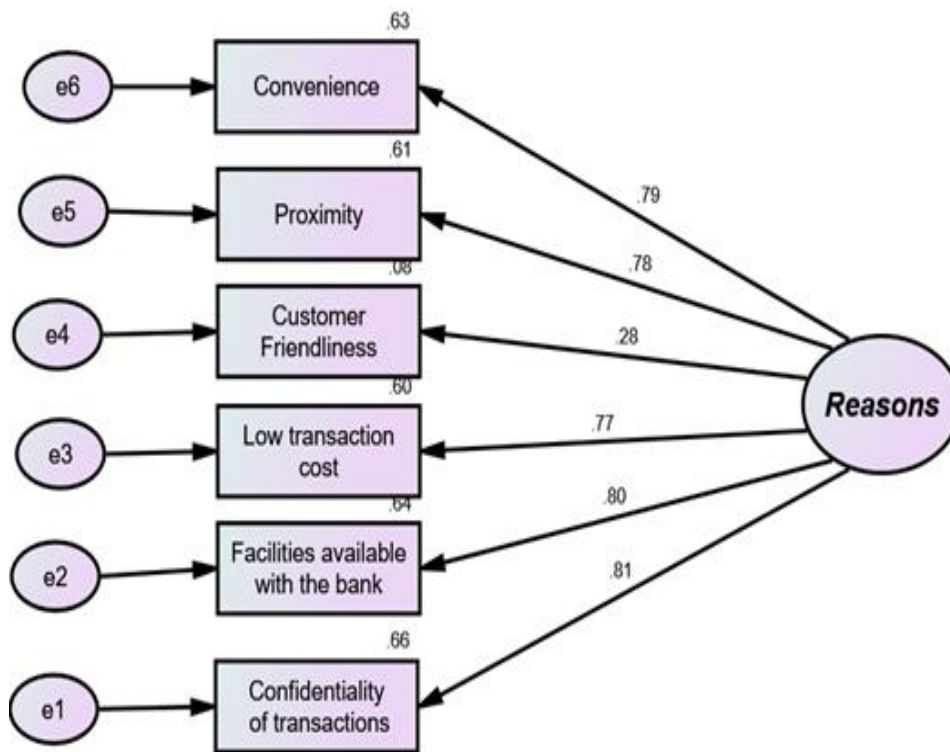 .63
e6
Convenience
.79
.61
e5
Proximity
.78
.08
e4
Customer
Friendliness
.28
Reasons
.60
e3
Low transaction
cost
.77
.64
e2
Facilities available
with the bank
.80
.81
.66
e1
Confidentiality
of transactions